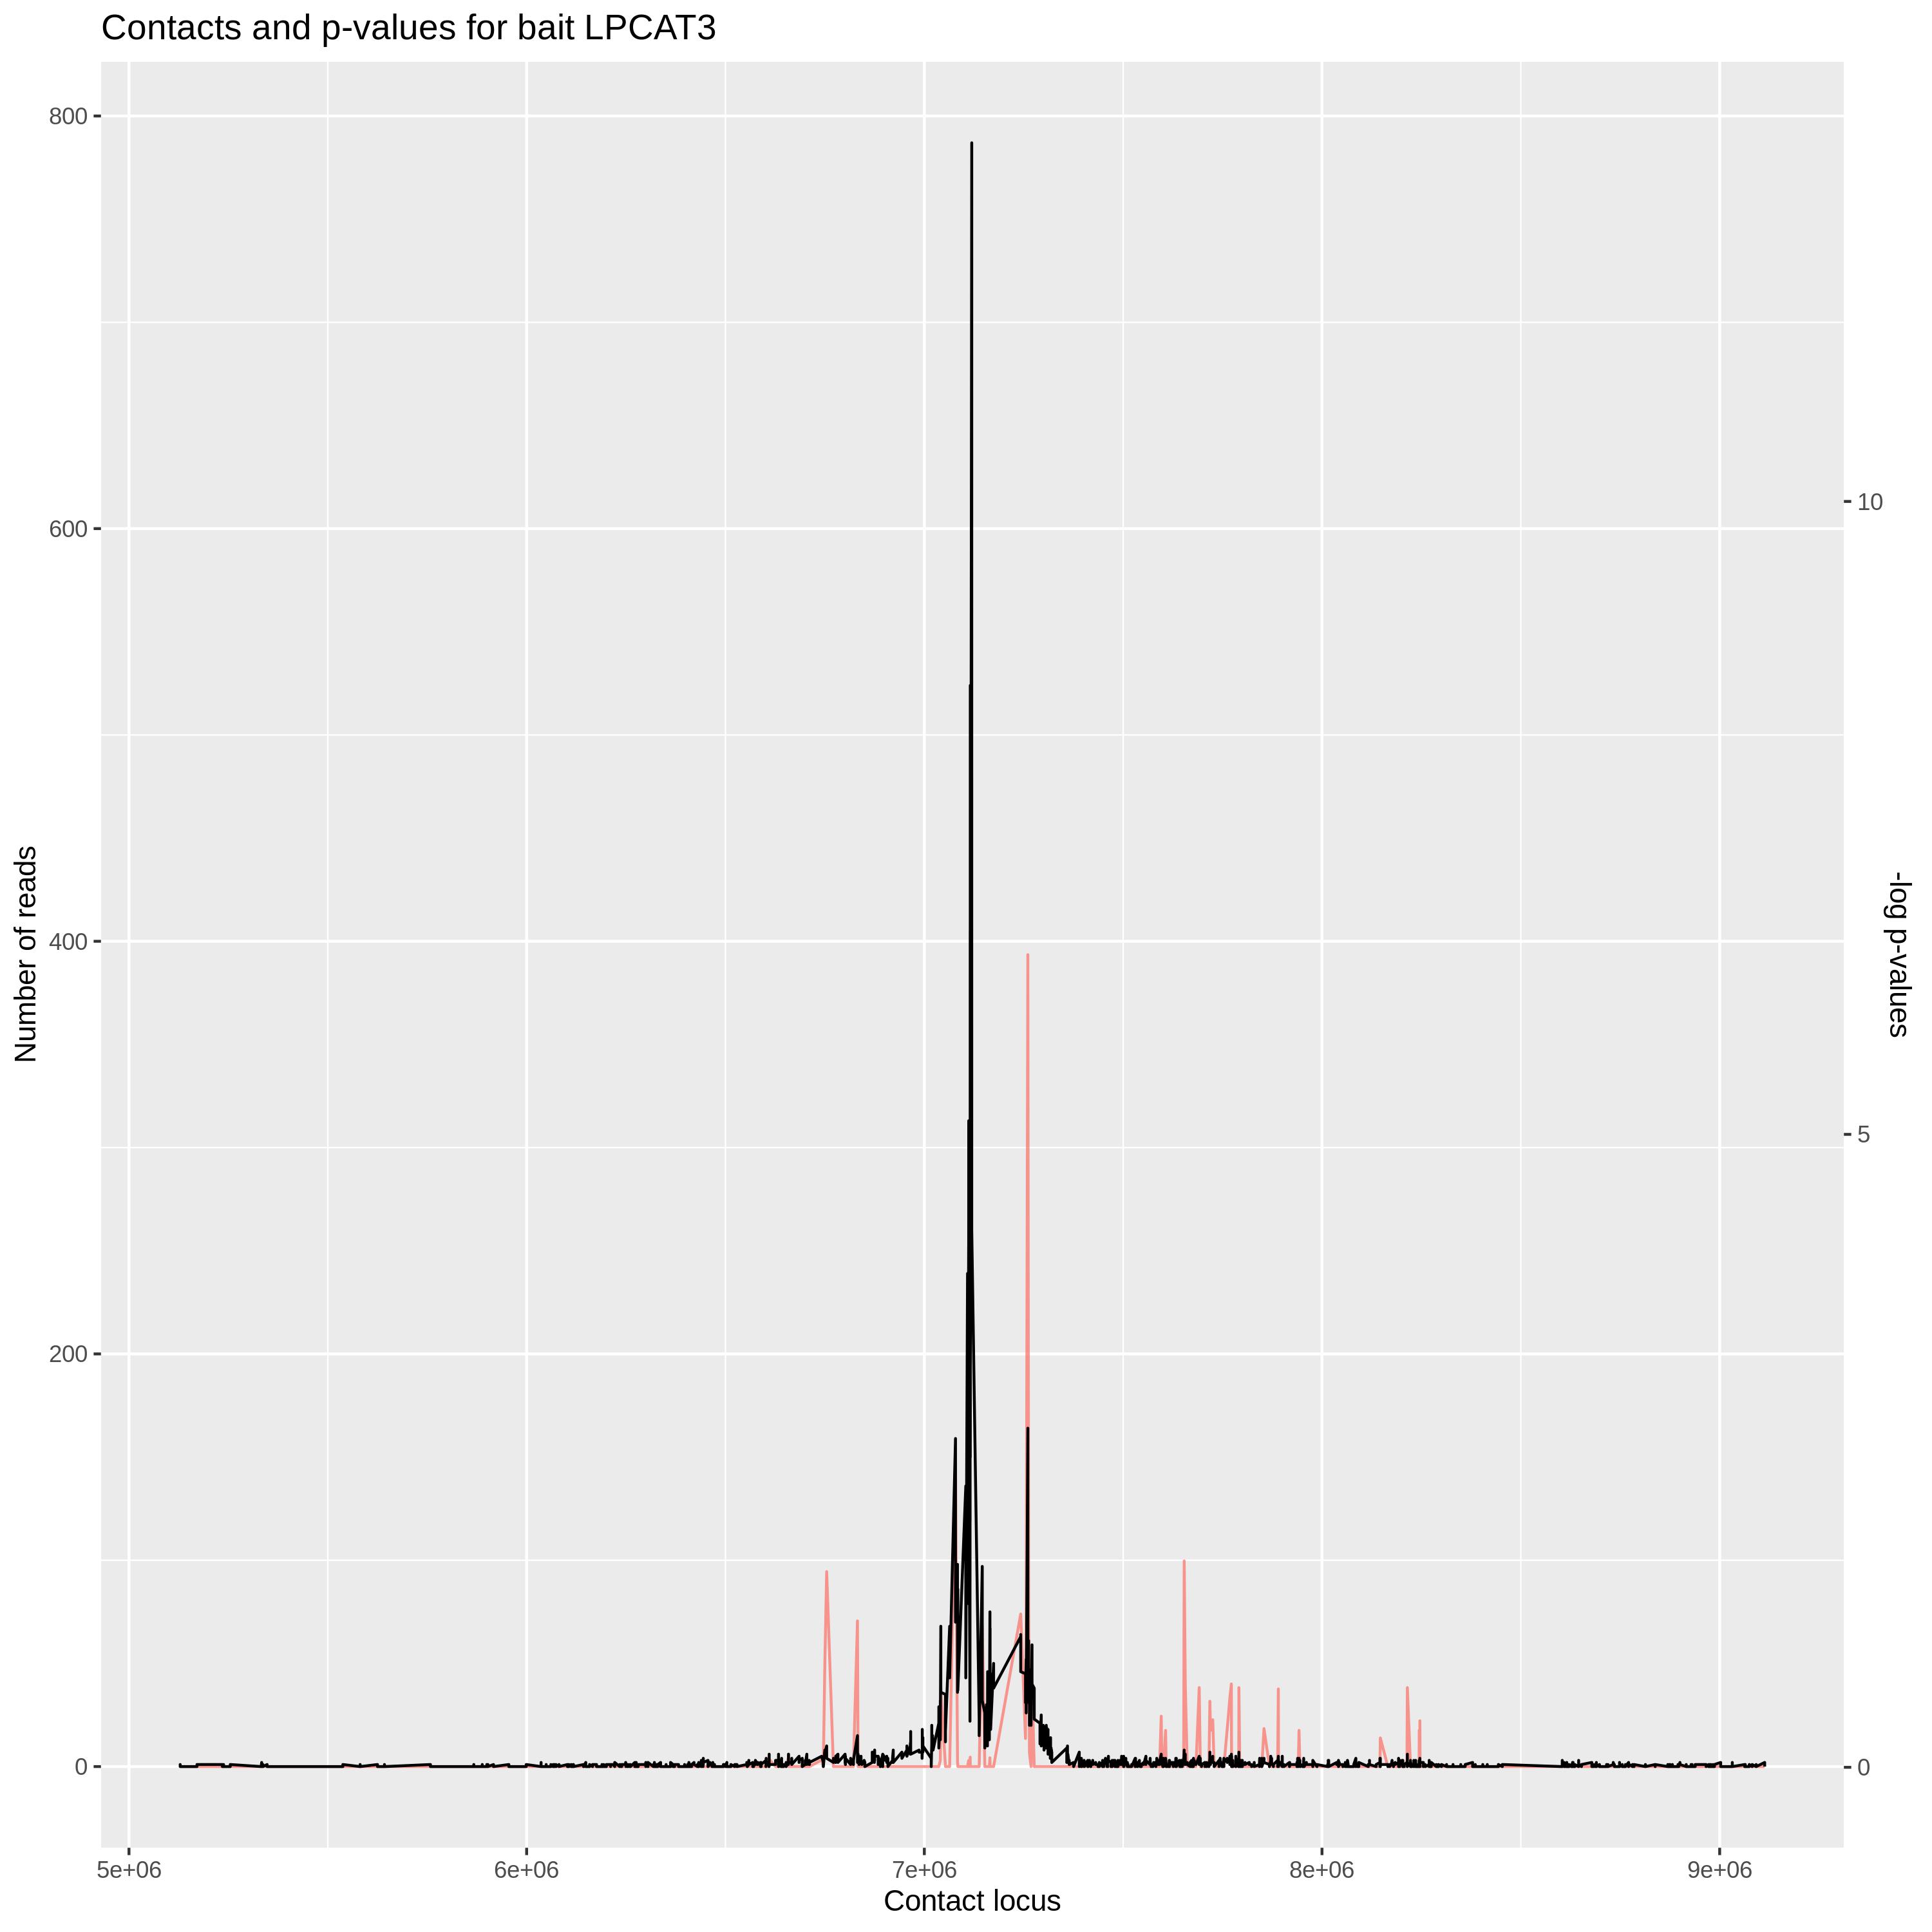 Contacts and p-values for bait LPCAT3
800
600
400
200
0
Number of reads
10
5
0
-log p-values
5e+06
6e+06
7e+06
8e+06
9e+06
Contact locus